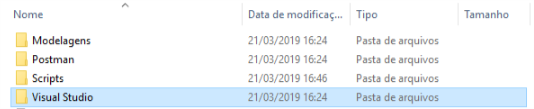 Nome Data de modificaç... Tipo Tamanho
Modelagens 21/03/2019 16:24 Pasta de arquivos
Postman 21/03/2019 16:24 Pasta de arquivos
Scripts 21/03/2019 16:46 Pasta de arquivos
Visual Studio 21/03/2019 16:24 Pasta de arquivos